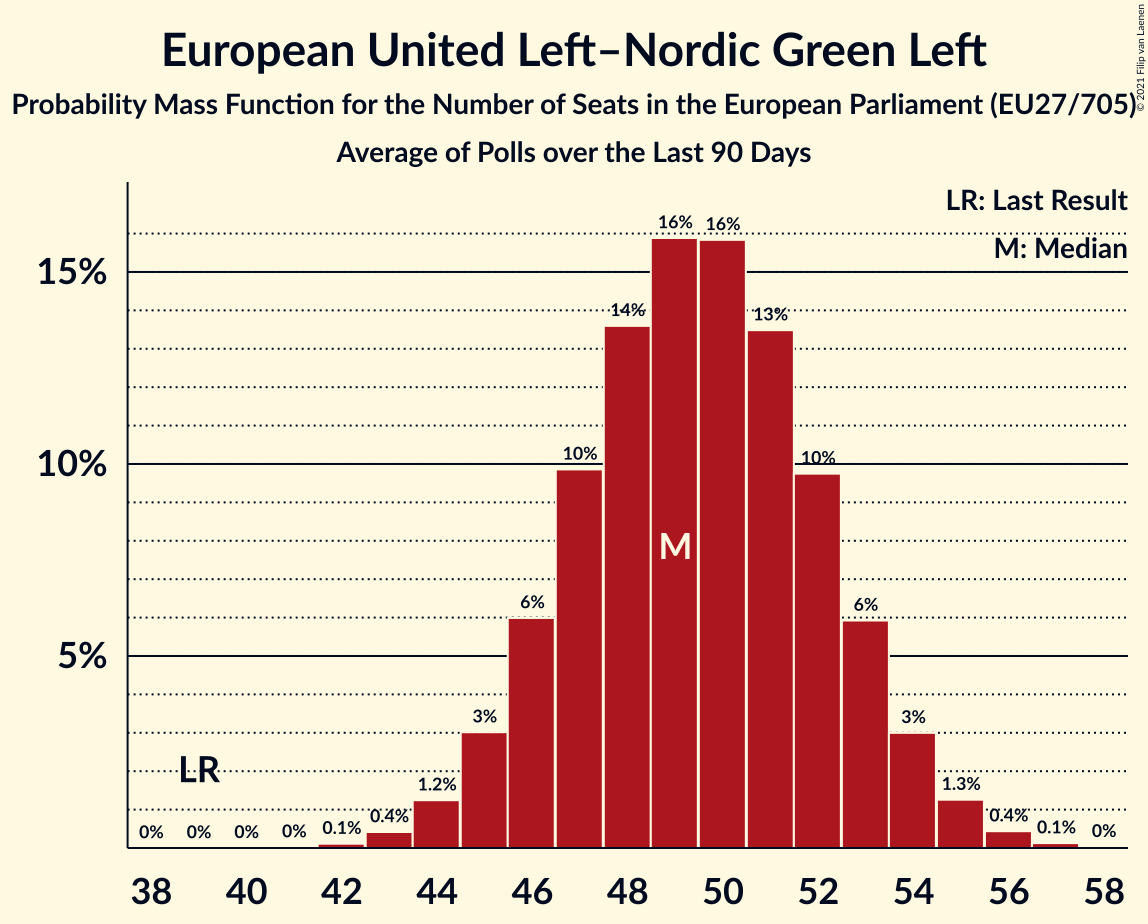 European United Left–Nordic Green Left
Probability Mass Function for the Number of Seats in the European Parliament (EU27/705)
Average of Polls over the Last 90 Days
© 2021 Filip van Laenen
LR: Last Result
M: Median
15%
10%
5%
0%
0%
0%
0%
0.1%
0.4%
1.2%
3%
6%
10%
14%
16%
16%
13%
10%
6%
3%
1.3%
0.4%
0.1%
0%
LR
M
38 40 42 44 46 48 50 52 54 56 58